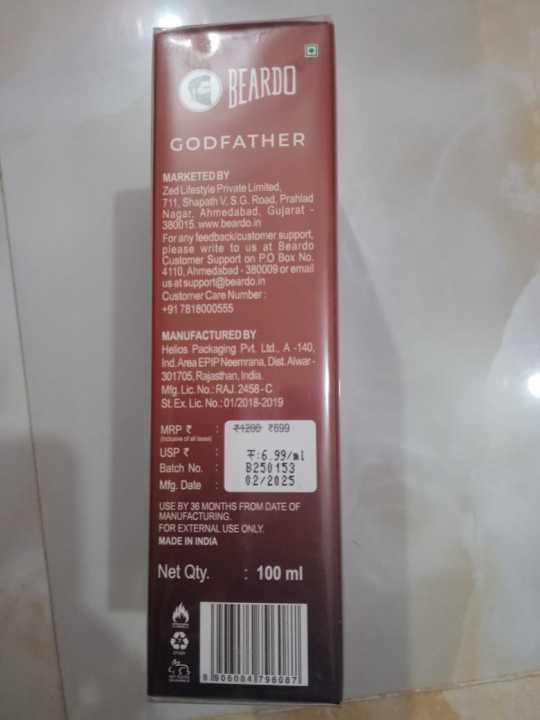 BEARDO
GODFATHER
MARKETED BY
Zed Lifestyle Private Limited,
711, Shapath V, S.G. Road, Prahlad
Nagar, Ahmedabad, Gujarat -
380015. www.beardo.in
For any feedback/customer support,
please write to us at Beardo
Customer Support on P.O Box No.
4110, Ahmedabad - 380009 or email
us at support@beardo.in
Customer Care Number:
+91 7818000555
MANUFACTURED BY
Helios Packaging Pvt. Ltd., A -140,
Ind. Area EPIP Neemrana, Dist. Alwar -
301705, Rajasthan, India.
Mfg. Lic. No.: RAJ. 2458 - C
St. Ex. Lic. No.: 01/2018-2019
MRP ₹ : ₹1200 ₹699
(Inclusive of all taxes)
USP ₹ : ₹:6.99/ml
Batch No. : B250153
Mfg. Date : 02/2025
USE BY 36 MONTHS FROM DATE OF
MANUFACTURING.
FOR EXTERNAL USE ONLY.
MADE IN INDIA
Net Qty. : 100 ml
8 906084 796087